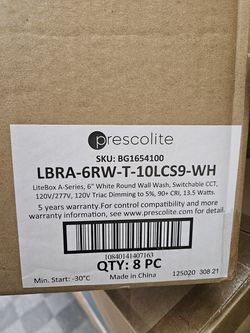 prescolite
SKU: BG1654100
LBRA-6RW-T-10LCS9-WH
LiteBox A-Series, 6" White Round Wall Wash, Switchable CCT,
120V/277V, 120V Triac Dimming to 5%, 90+ CRI, 13.5 Watts.
5 years warranty. For control compatibility and more
warranty information, see www.prescolite.com for detail.
10840141407163
QTY: 8 PC
Min. Start: -30°C
Made in China
125020 308 21